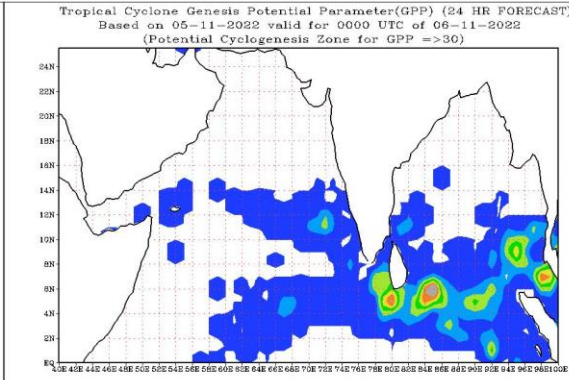 Tropical Cyclone Genesis Potential Parameter(GPP) (24 HR FORECAST)
Based on 05-11-2022 valid for 0000 UTC of 06-11-2022
(Potential Cyclogenesis Zone for GPP =>30)
24N
22N
20N
18N
16N
14N
12N
10N
8N
6N
4N
2N
EQ
40E 42E 44E 46E 48E 50E 52E 54E 56E 58E 60E 62E 64E 66E 68E 70E 72E 74E 76E 78E 80E 82E 84E 86E 88E 90E 92E 94E 96E 98E 100E